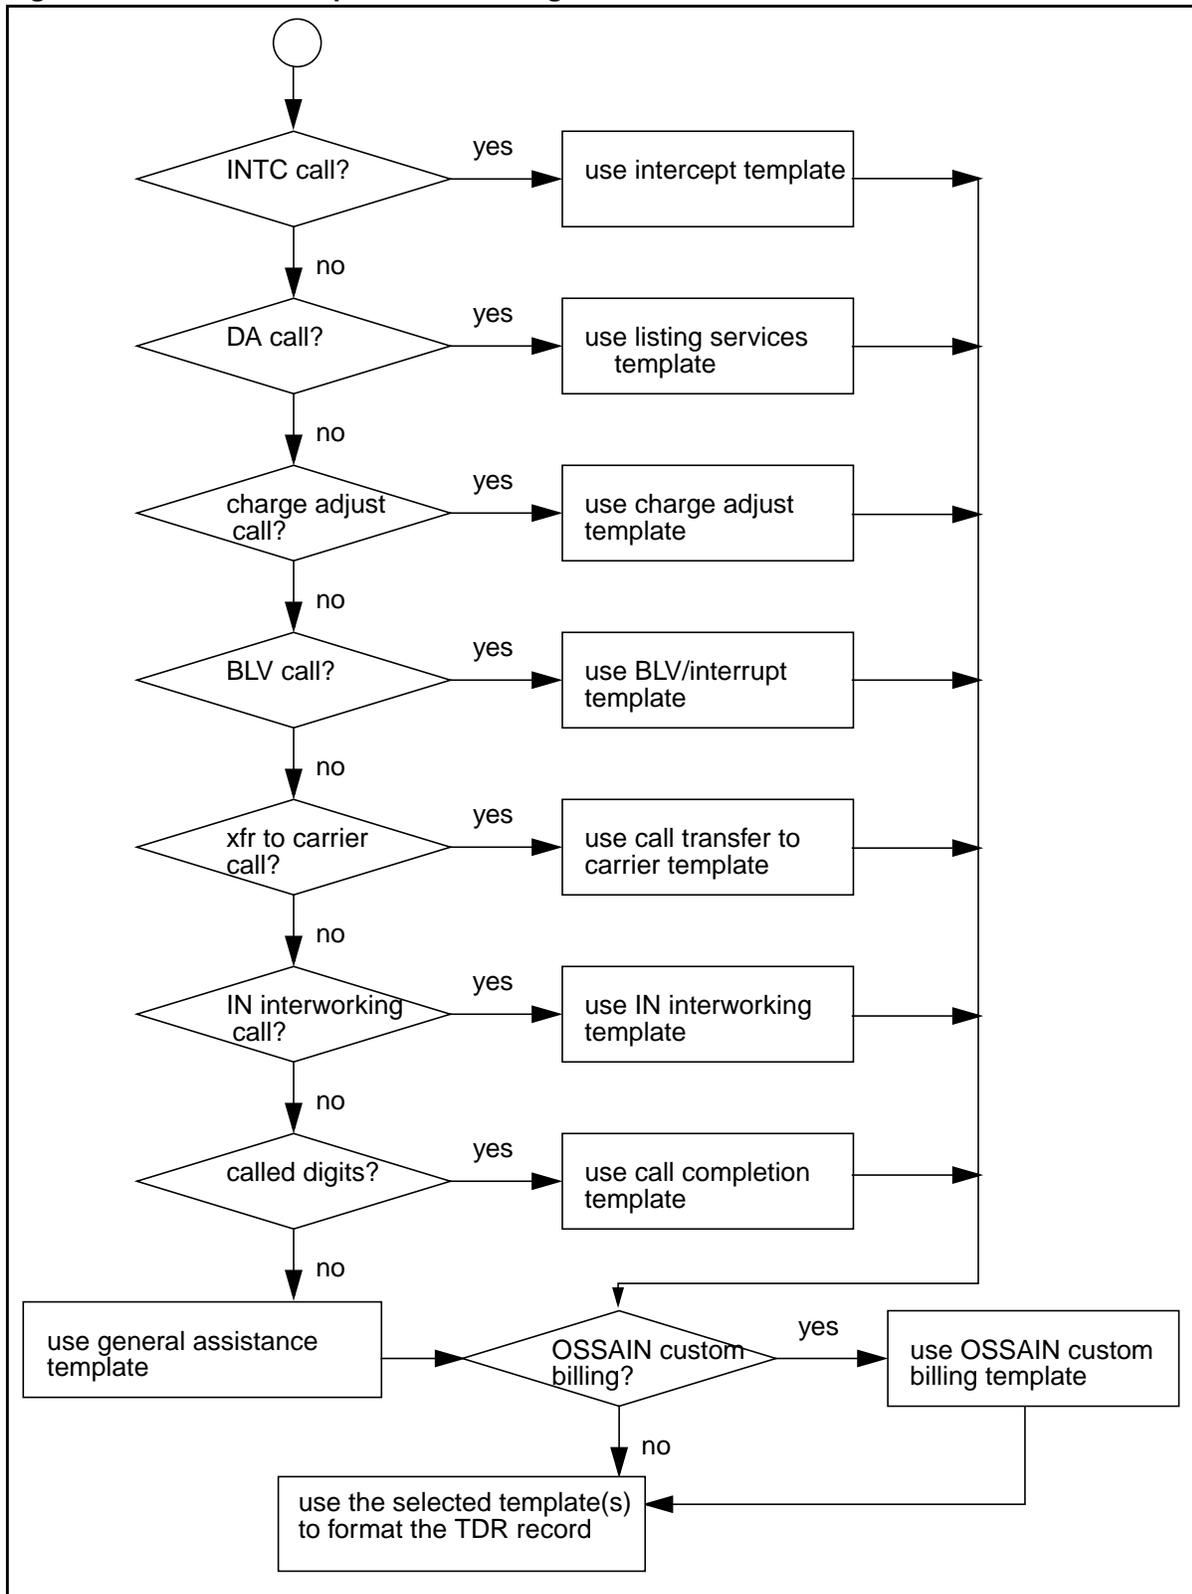 INTC call?
yes
use intercept template
no
DA call?
yes
use listing services
template
no
charge adjust
call?
yes
use charge adjust
template
no
BLV call?
yes
use BLV/interrupt
template
no
xfr to carrier
call?
yes
use call transfer to
carrier template
no
IN interworking
call?
yes
use IN interworking
template
no
called digits?
yes
use call completion
template
no
use general assistance
template
OSSAIN custom
billing?
yes
use OSSAIN custom
billing template
no
use the selected template(s)
to format the TDR record